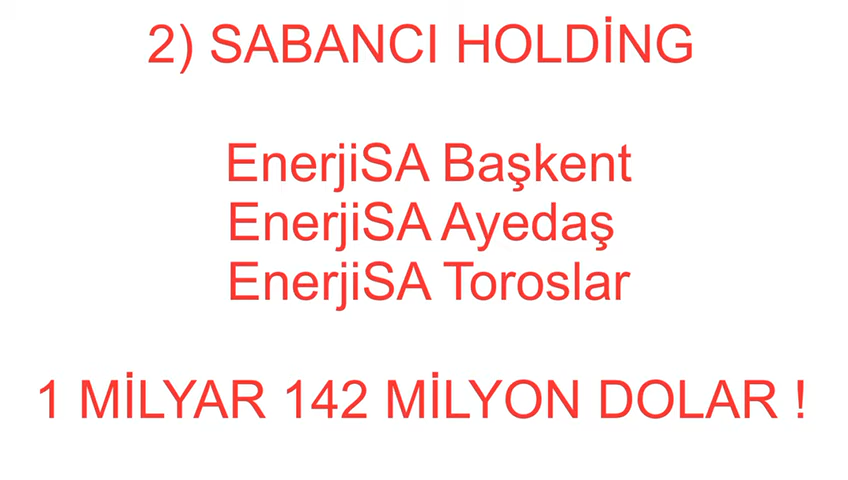 2) SABANCI HOLDİNG
EnerjiSA Başkent
EnerjiSA Ayedaş
EnerjiSA Toroslar
1 MİLYAR 142 MİLYON DOLAR !